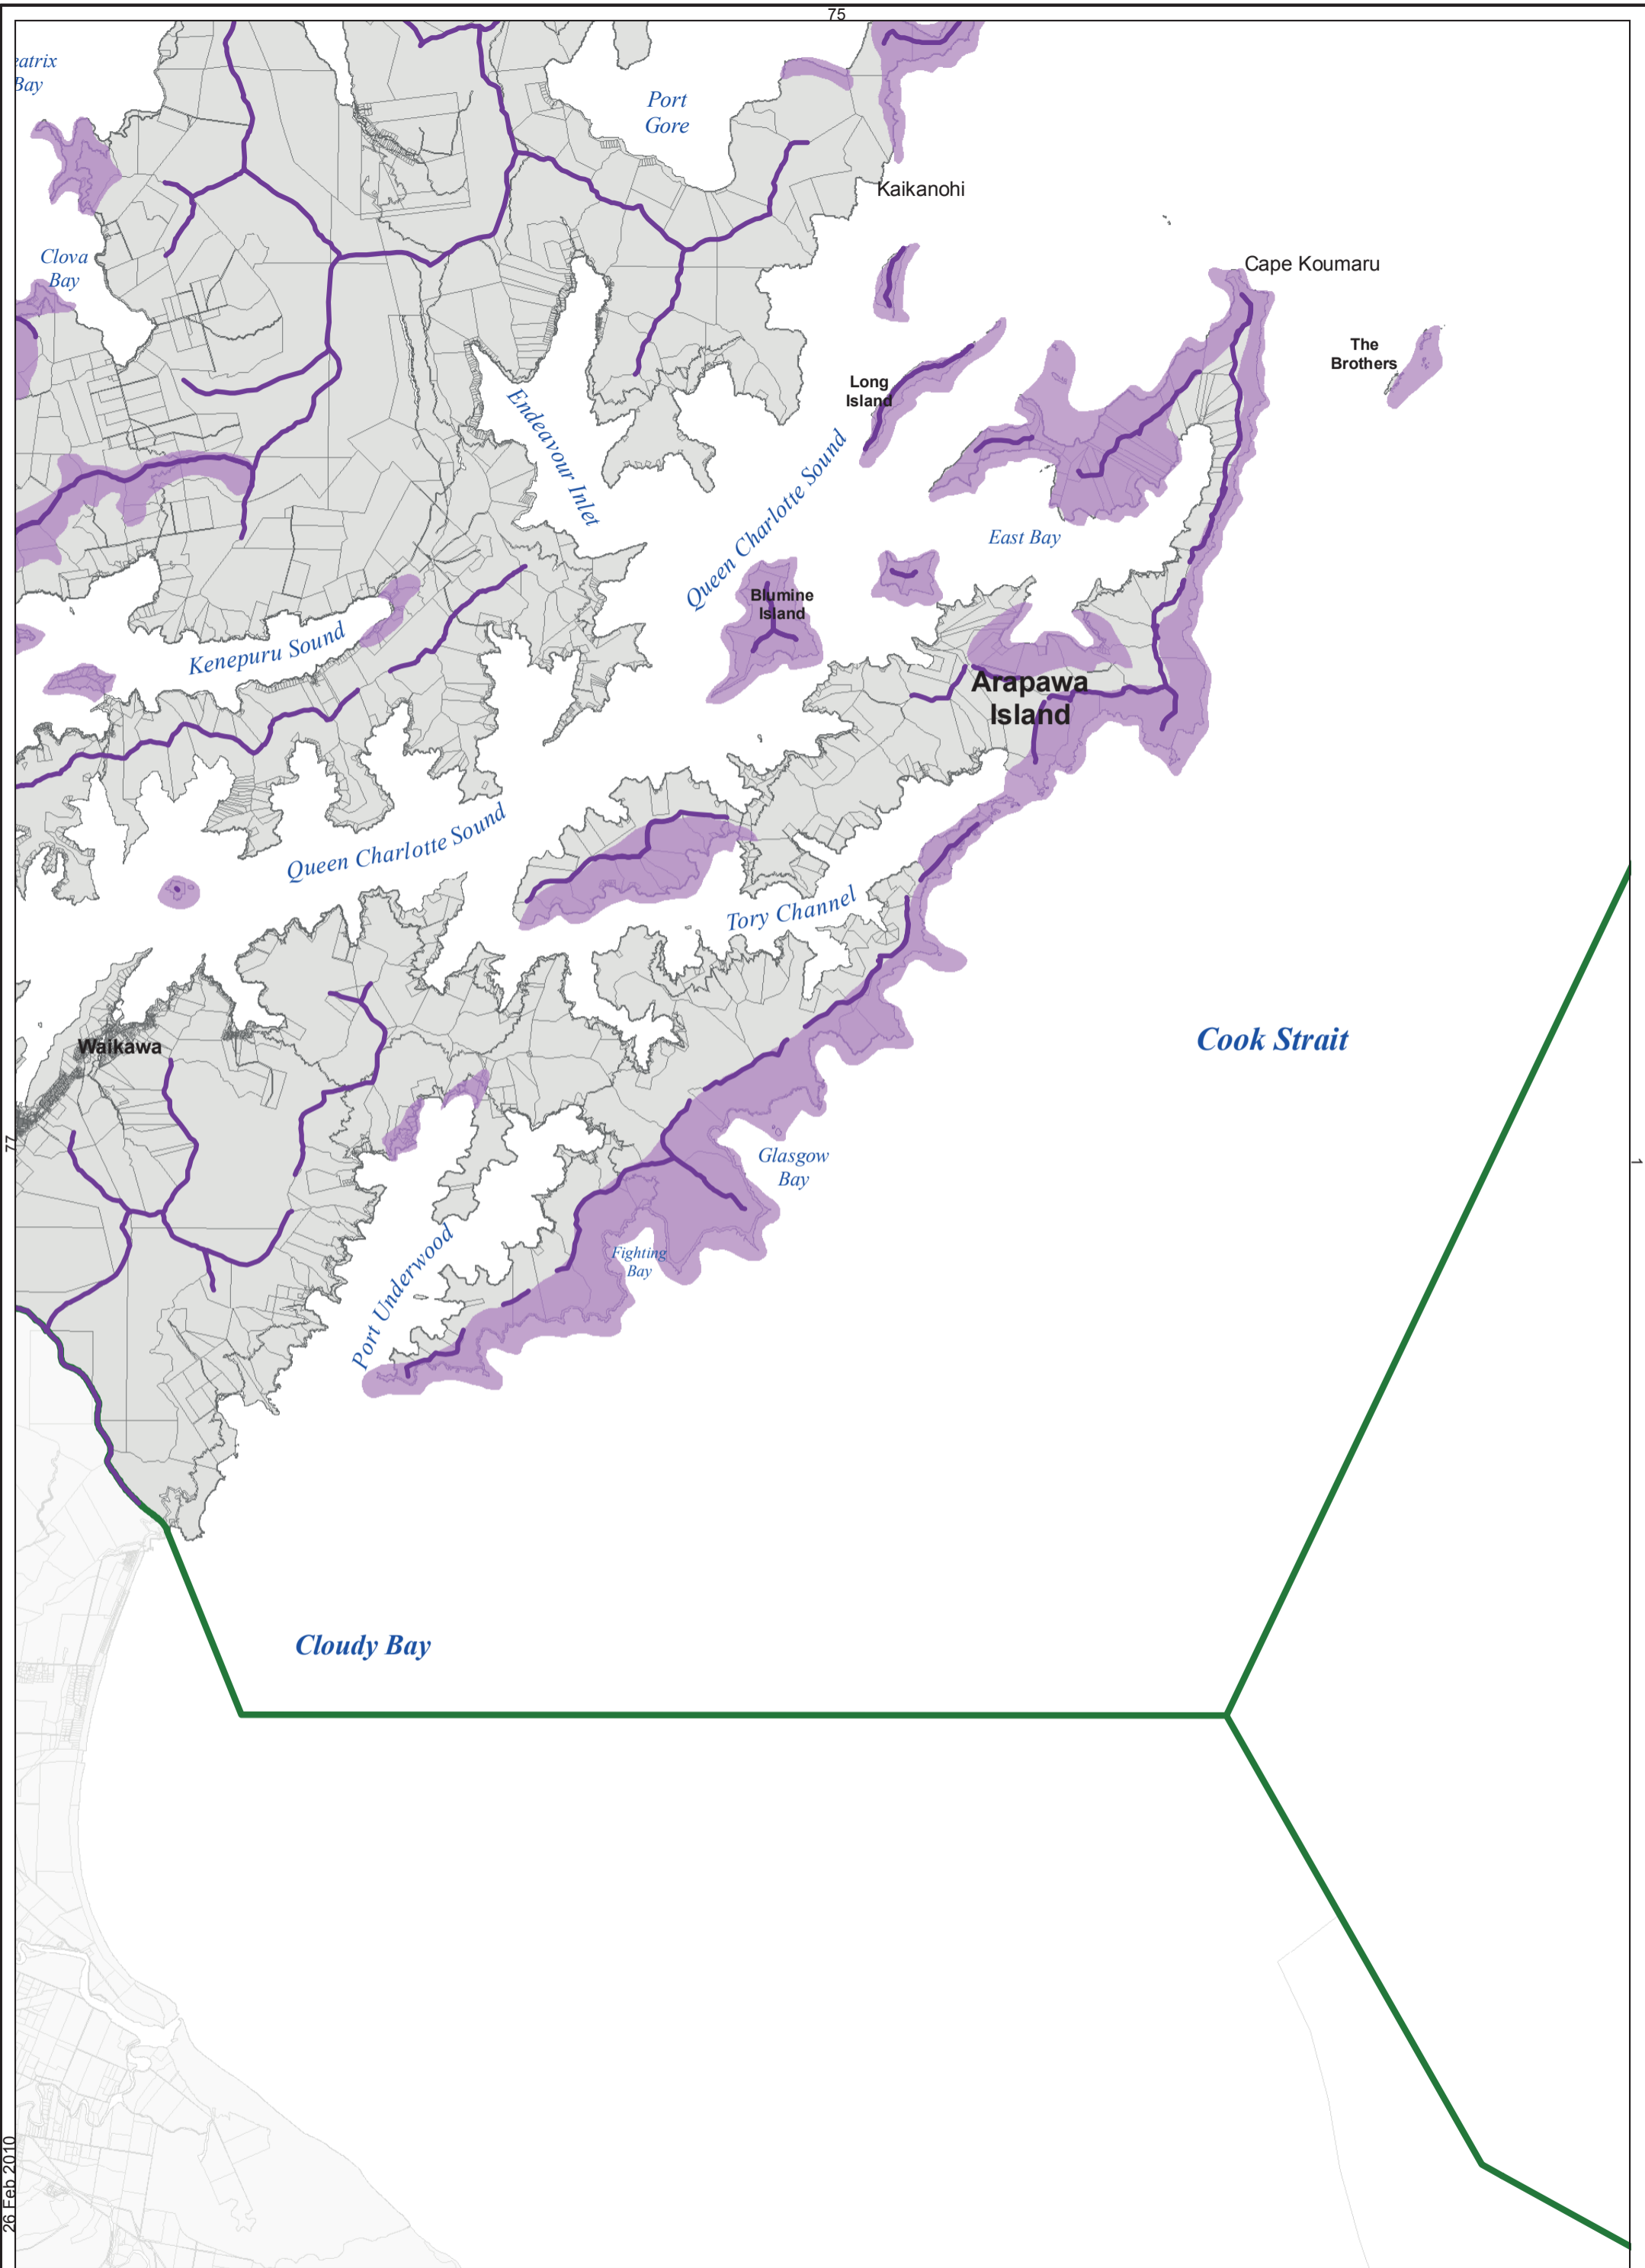 75
eatrix
Bay
Port
Gore
Kaikanohi
Clova
Bay
Cape Koumaru
The
Brothers
Long
Island
Endeavour Inlet
Queen Charlotte Sound
East Bay
Blumine
Island
Kenepuru Sound
Arapawa
Island
Queen Charlotte Sound
Tory Channel
Waikawa
Cook Strait
77
Glasgow
Bay
Fighting
Bay
Port Underwood
Cloudy Bay
26 Feb 2010